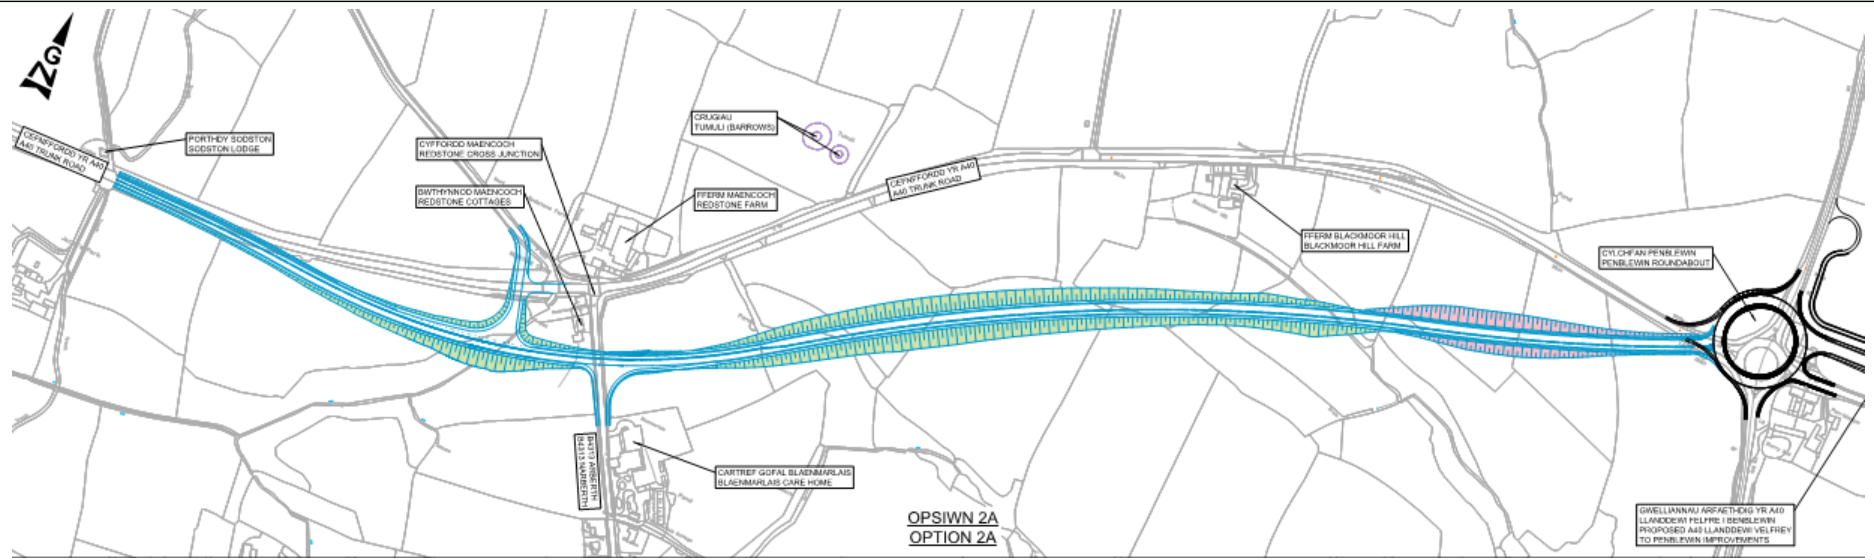 CEFNFFORDD YR A40
A40 TRUNK ROAD
PORTHDY SODSTON
SODSTON LODGE
CYFFORDD MAENCOCH
REDSTONE CROSS JUNCTION
BWTHYNNOD MAENCOCH
REDSTONE COTTAGES
FFERM MAENCOCH
REDSTONE FARM
CRUGIAU
TUMULI (BARROWS)
Tumuli
CEFNFFORDD YR A40
A40 TRUNK ROAD
FFERM BLACKMOOR HILL
BLACKMOOR HILL FARM
CYLCHFAN PENBLEWIN
PENBLEWIN ROUNDABOUT
B4313 ARBERTH
B4313 NARBERTH
CARTREF GOFAL BLAENMARLAIS
BLAENMARLAIS CARE HOME
OPSIWN 2A
OPTION 2A
GWELLIANNAU ARFAETHDIG YR A40
LLANDDEWI FELFRE I BENBLEWIN
PROPOSED A40 LLANDDEWI VELFREY
TO PENBLEWIN IMPROVEMENTS